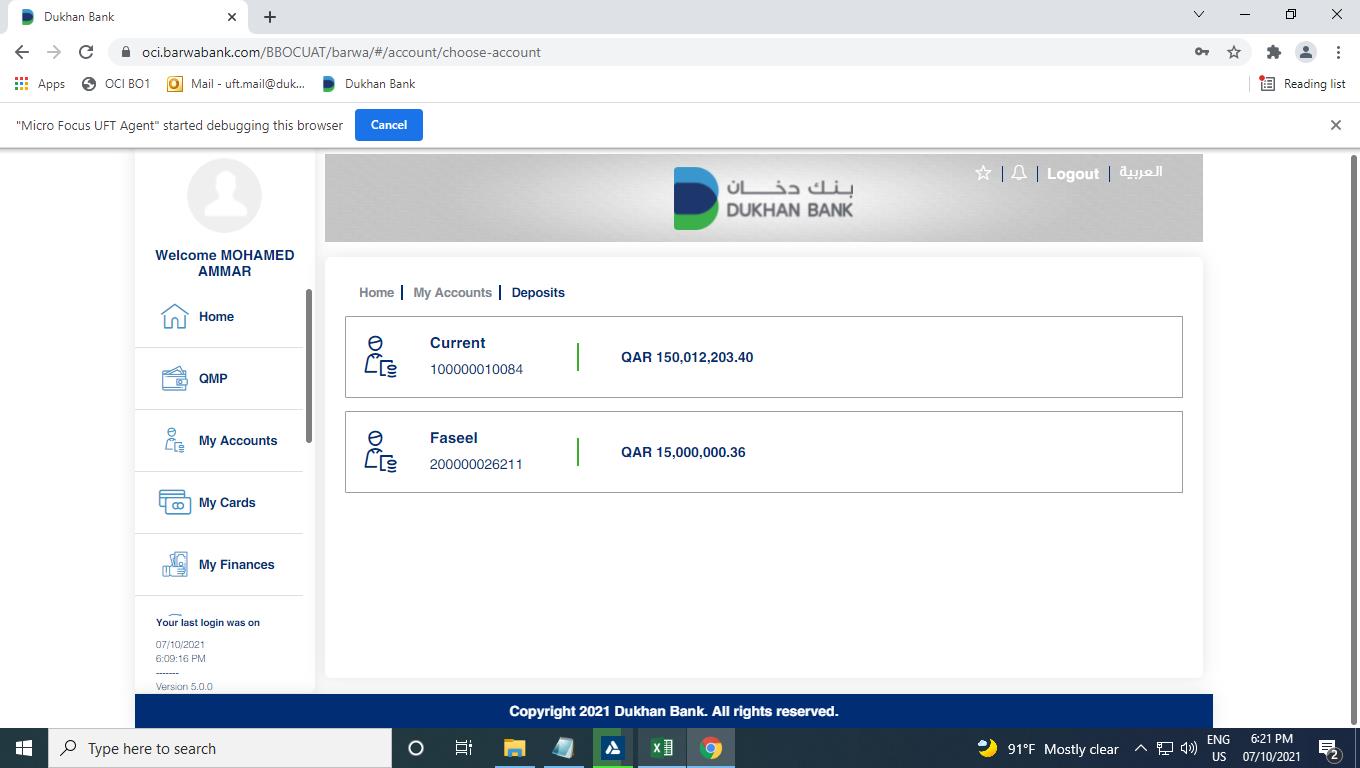 Dukhan Bank
oci.barwabank.com/BBOCUAT/barwa/#/account/choose-account
Apps
OCI BO1
Mail - uft.mail@duk...
Dukhan Bank
Reading list
"Micro Focus UFT Agent" started debugging this browser
Cancel
بنك دخان
DUKHAN BANK
Logout
العربية
Welcome MOHAMED
AMMAR
Home
QMP
My Accounts
My Cards
My Finances
Your last login was on
07/10/2021
6:09:16 PM
-------
Version 5.0.0
Home
My Accounts
Deposits
Current
100000010084
QAR 150,012,203.40
Faseel
200000026211
QAR 15,000,000.36
Copyright 2021 Dukhan Bank. All rights reserved.
Type here to search
91°F Mostly clear
ENG
US
6:21 PM
07/10/2021
2